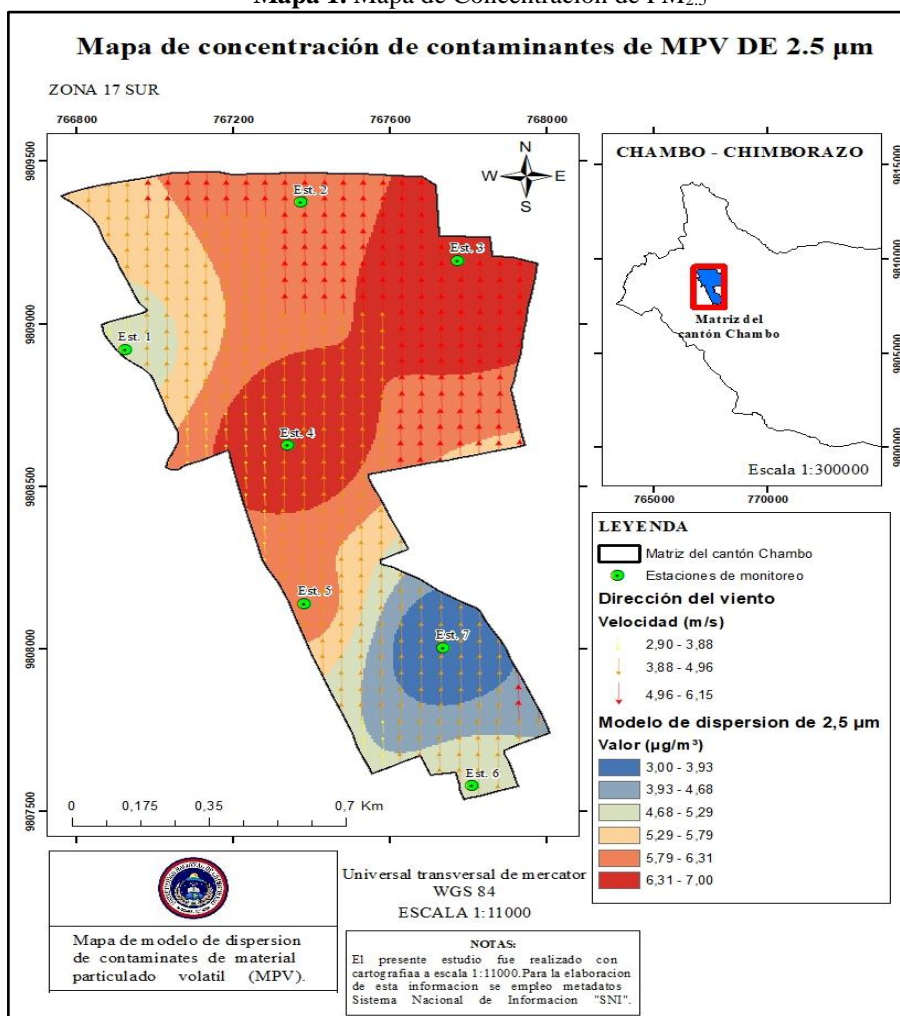 Mapa 1. Mapa de Concentración de PM2.5
Mapa de concentración de contaminantes de MPV DE 2.5 µm
ZONA 17 SUR
766800 767200 767600 768000
9809500
9809000
9808500
9808000
9807500
N
W E
S
Est. 2
Est. 3
Est. 1
Est. 4
Est. 5
Est. 7
Est. 6
0 0,175 0,35 0,7 Km
CHAMBO - CHIMBORAZO
Matriz del
cantón Chambo
Escala 1:300000
9815000
9810000
9805000
9800000
765000 770000
LEYENDA
Matriz del cantón Chambo
Estaciones de monitoreo
Dirección del viento
Velocidad (m/s)
2,90 - 3,88
3,88 - 4,96
4,96 - 6,15
Modelo de dispersion de 2,5 µm
Valor (µg/m³)
3,00 - 3,93
3,93 - 4,68
4,68 - 5,29
5,29 - 5,79
5,79 - 6,31
6,31 - 7,00
Mapa de modelo de dispersion
de contaminates de material
particulado volatil (MPV).
Universal transversal de mercator
WGS 84
ESCALA 1:11000
NOTAS:
El presente estudio fue realizado con
cartografiaa a escala 1:11000.Para la elaboracion
de esta informacion se empleo metadatos
Sistema Nacional de Informacion "SNI".